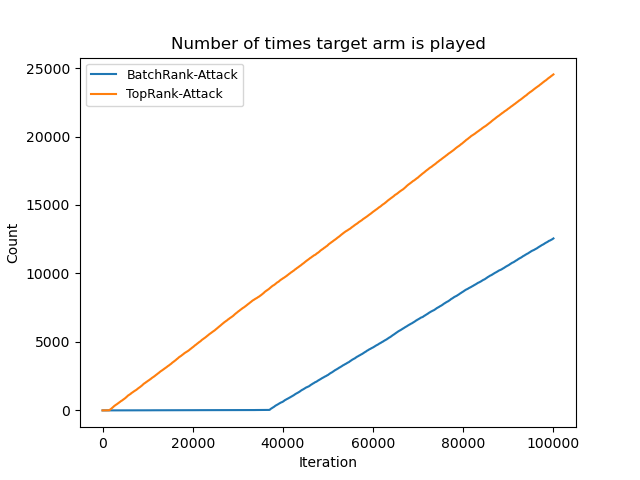 Number of times target arm is played
BatchRank-Attack
TopRank-Attack
25000
20000
15000
10000
5000
0
Count
0 20000 40000 60000 80000 100000
Iteration